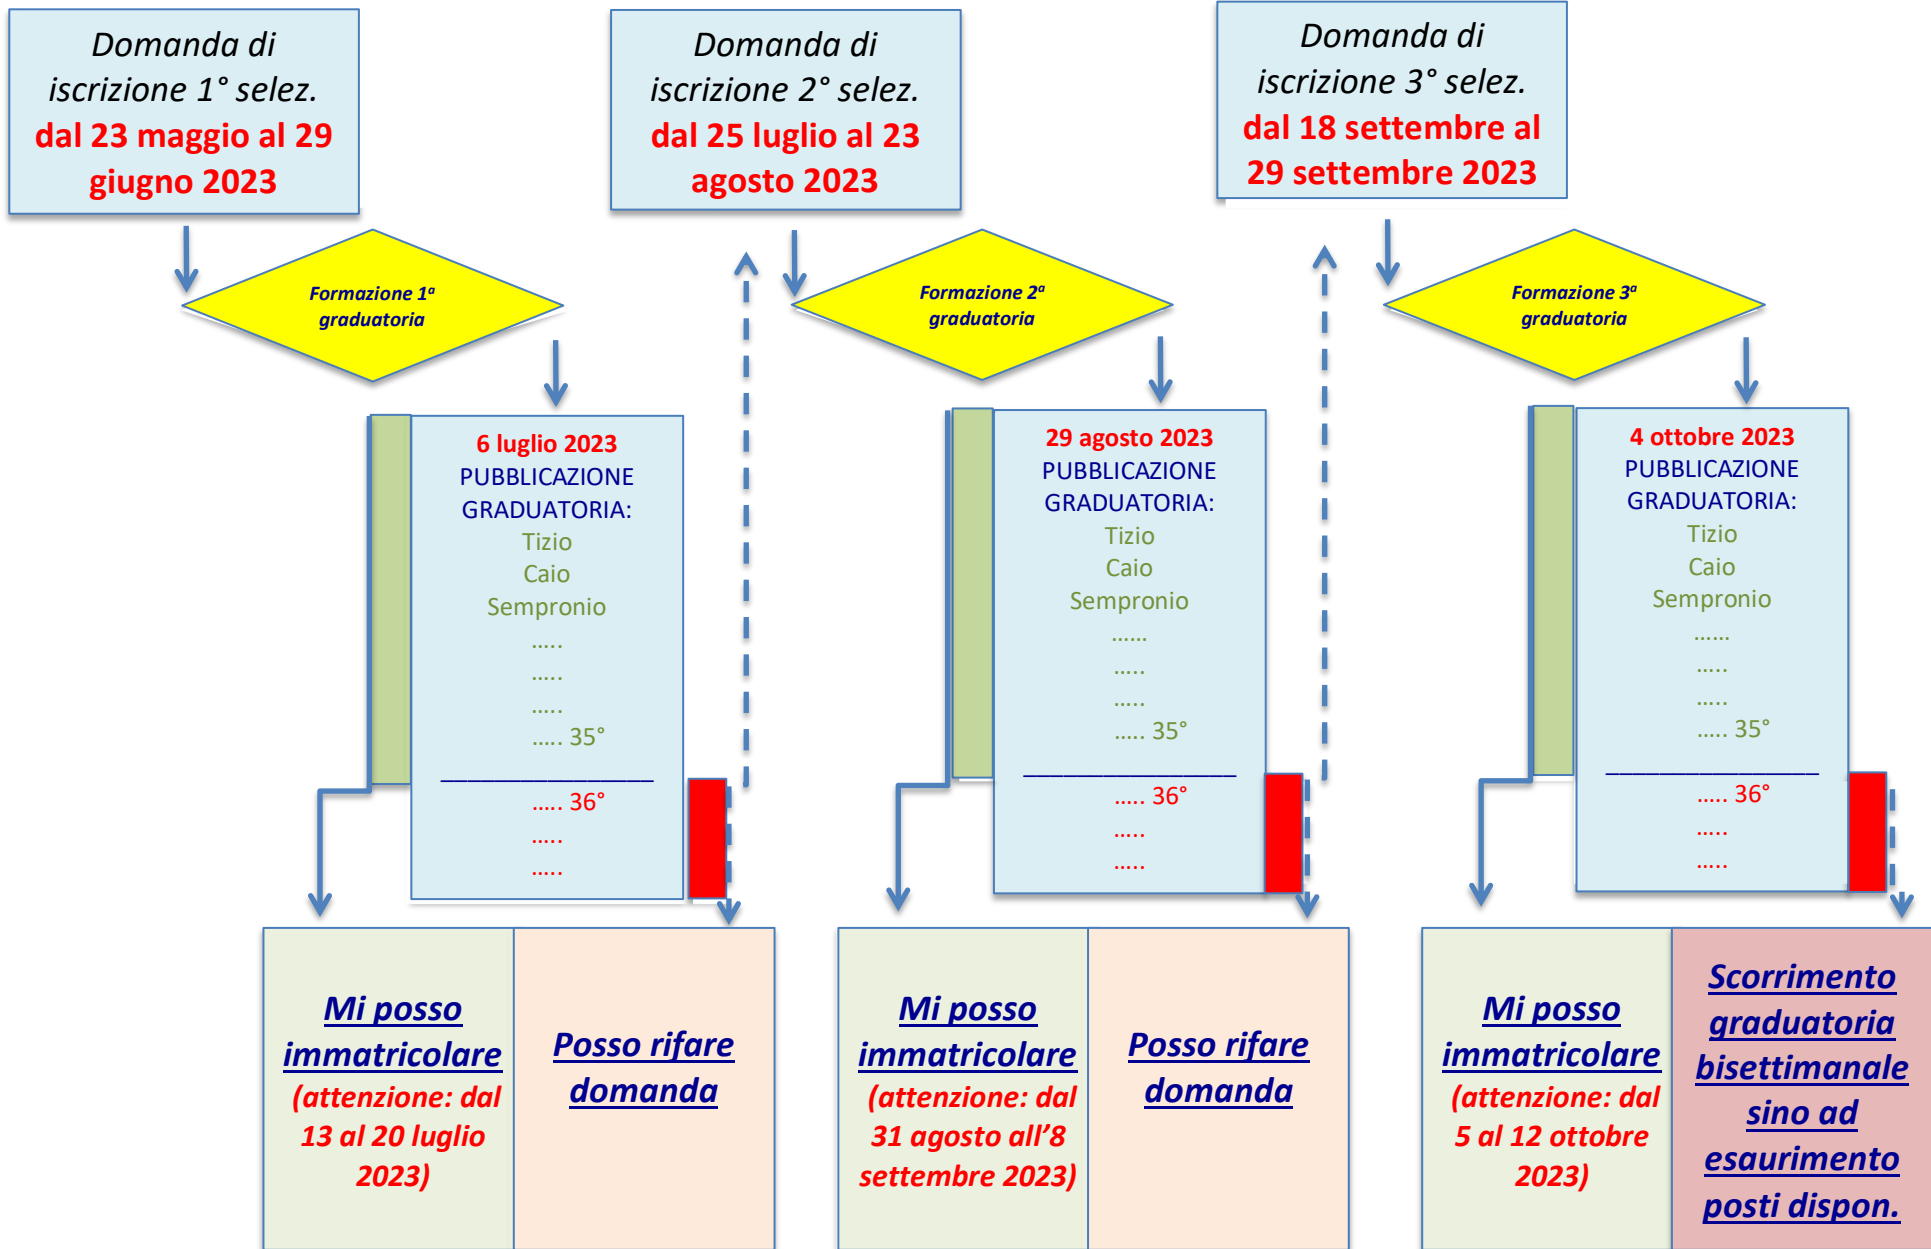 Domanda di
iscrizione 1° selez.
dal 23 maggio al 29
giugno 2023
Formazione 1ª
graduatoria
6 luglio 2023
PUBBLICAZIONE
GRADUATORIA:
Tizio
Caio
Sempronio
.....
.....
.....
..... 35°
__________________
..... 36°
.....
.....
Mi posso
immatricolare
(attenzione: dal
13 al 20 luglio
2023)
Posso rifare
domanda
Domanda di
iscrizione 2° selez.
dal 25 luglio al 23
agosto 2023
Formazione 2ª
graduatoria
29 agosto 2023
PUBBLICAZIONE
GRADUATORIA:
Tizio
Caio
Sempronio
......
.....
.....
..... 35°
__________________
..... 36°
.....
.....
Mi posso
immatricolare
(attenzione: dal
31 agosto all’8
settembre 2023)
Posso rifare
domanda
Domanda di
iscrizione 3° selez.
dal 18 settembre al
29 settembre 2023
Formazione 3ª
graduatoria
4 ottobre 2023
PUBBLICAZIONE
GRADUATORIA:
Tizio
Caio
Sempronio
......
.....
.....
..... 35°
__________________
..... 36°
.....
.....
Mi posso
immatricolare
(attenzione: dal
5 al 12 ottobre
2023)
Scorrimento
graduatoria
bisettimanale
sino ad
esaurimento
posti dispon.